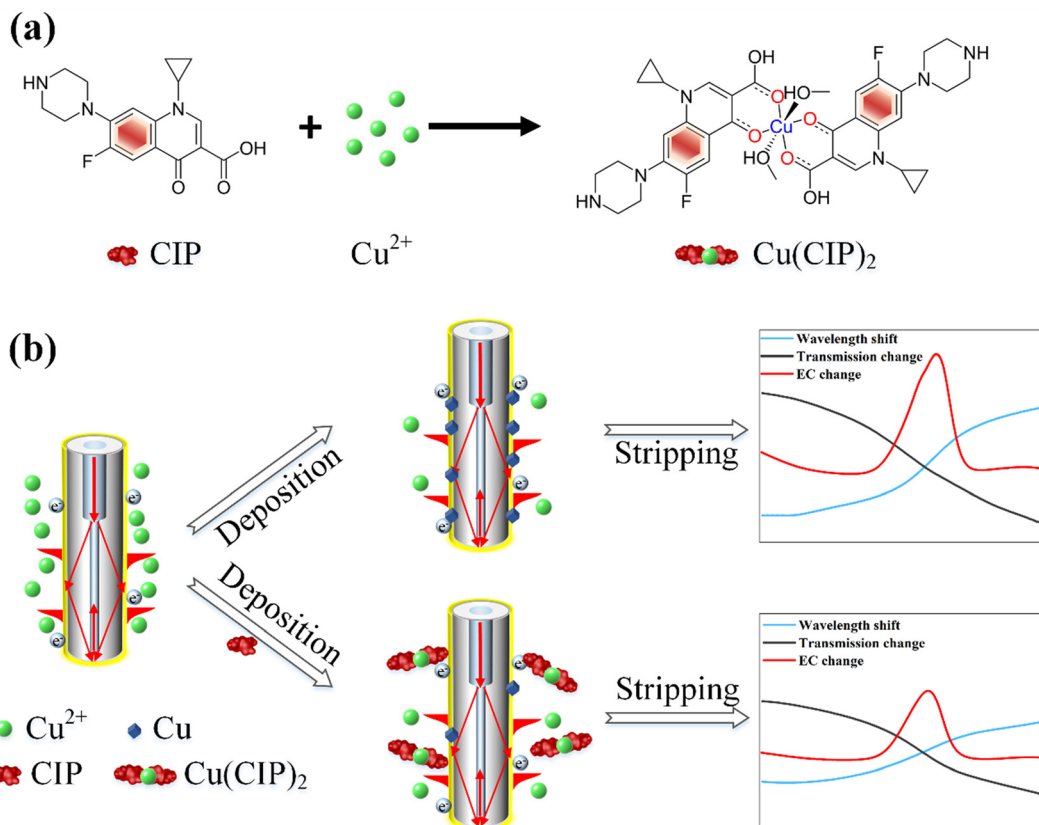 (a)
HN
N
N
F
O
O
OH
+
F
N
NH
OH
N
O
HO
Cu
O
O
HO
O
N
F
N
HN
OH
CIP
Cu²⁺
Cu(CIP)₂
(b)
e⁻
e⁻
e⁻
e⁻
Deposition
Deposition
e⁻
e⁻
e⁻
e⁻
Stripping
Wavelength shift
Transmission change
EC change
e⁻
e⁻
e⁻
e⁻
Stripping
Wavelength shift
Transmission change
EC change
Cu²⁺
Cu
CIP
Cu(CIP)₂